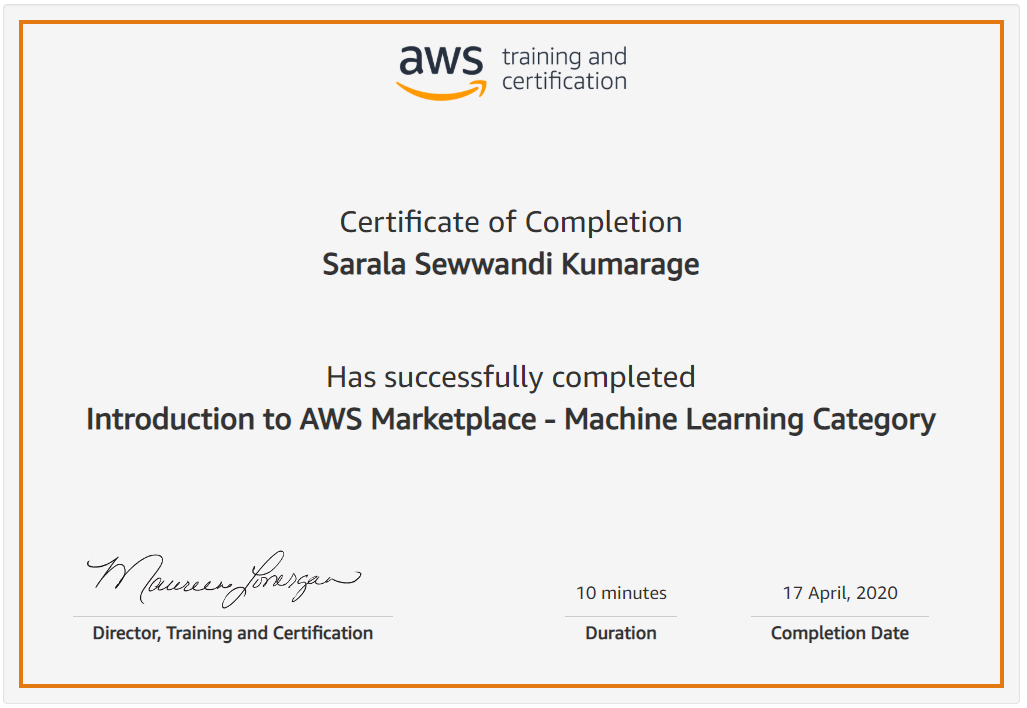 aws training and
certification
Certificate of Completion
Sarala Sewwandi Kumarage
Has successfully completed
Introduction to AWS Marketplace - Machine Learning Category
Maureen Lonergan
Director, Training and Certification
10 minutes
Duration
17 April, 2020
Completion Date